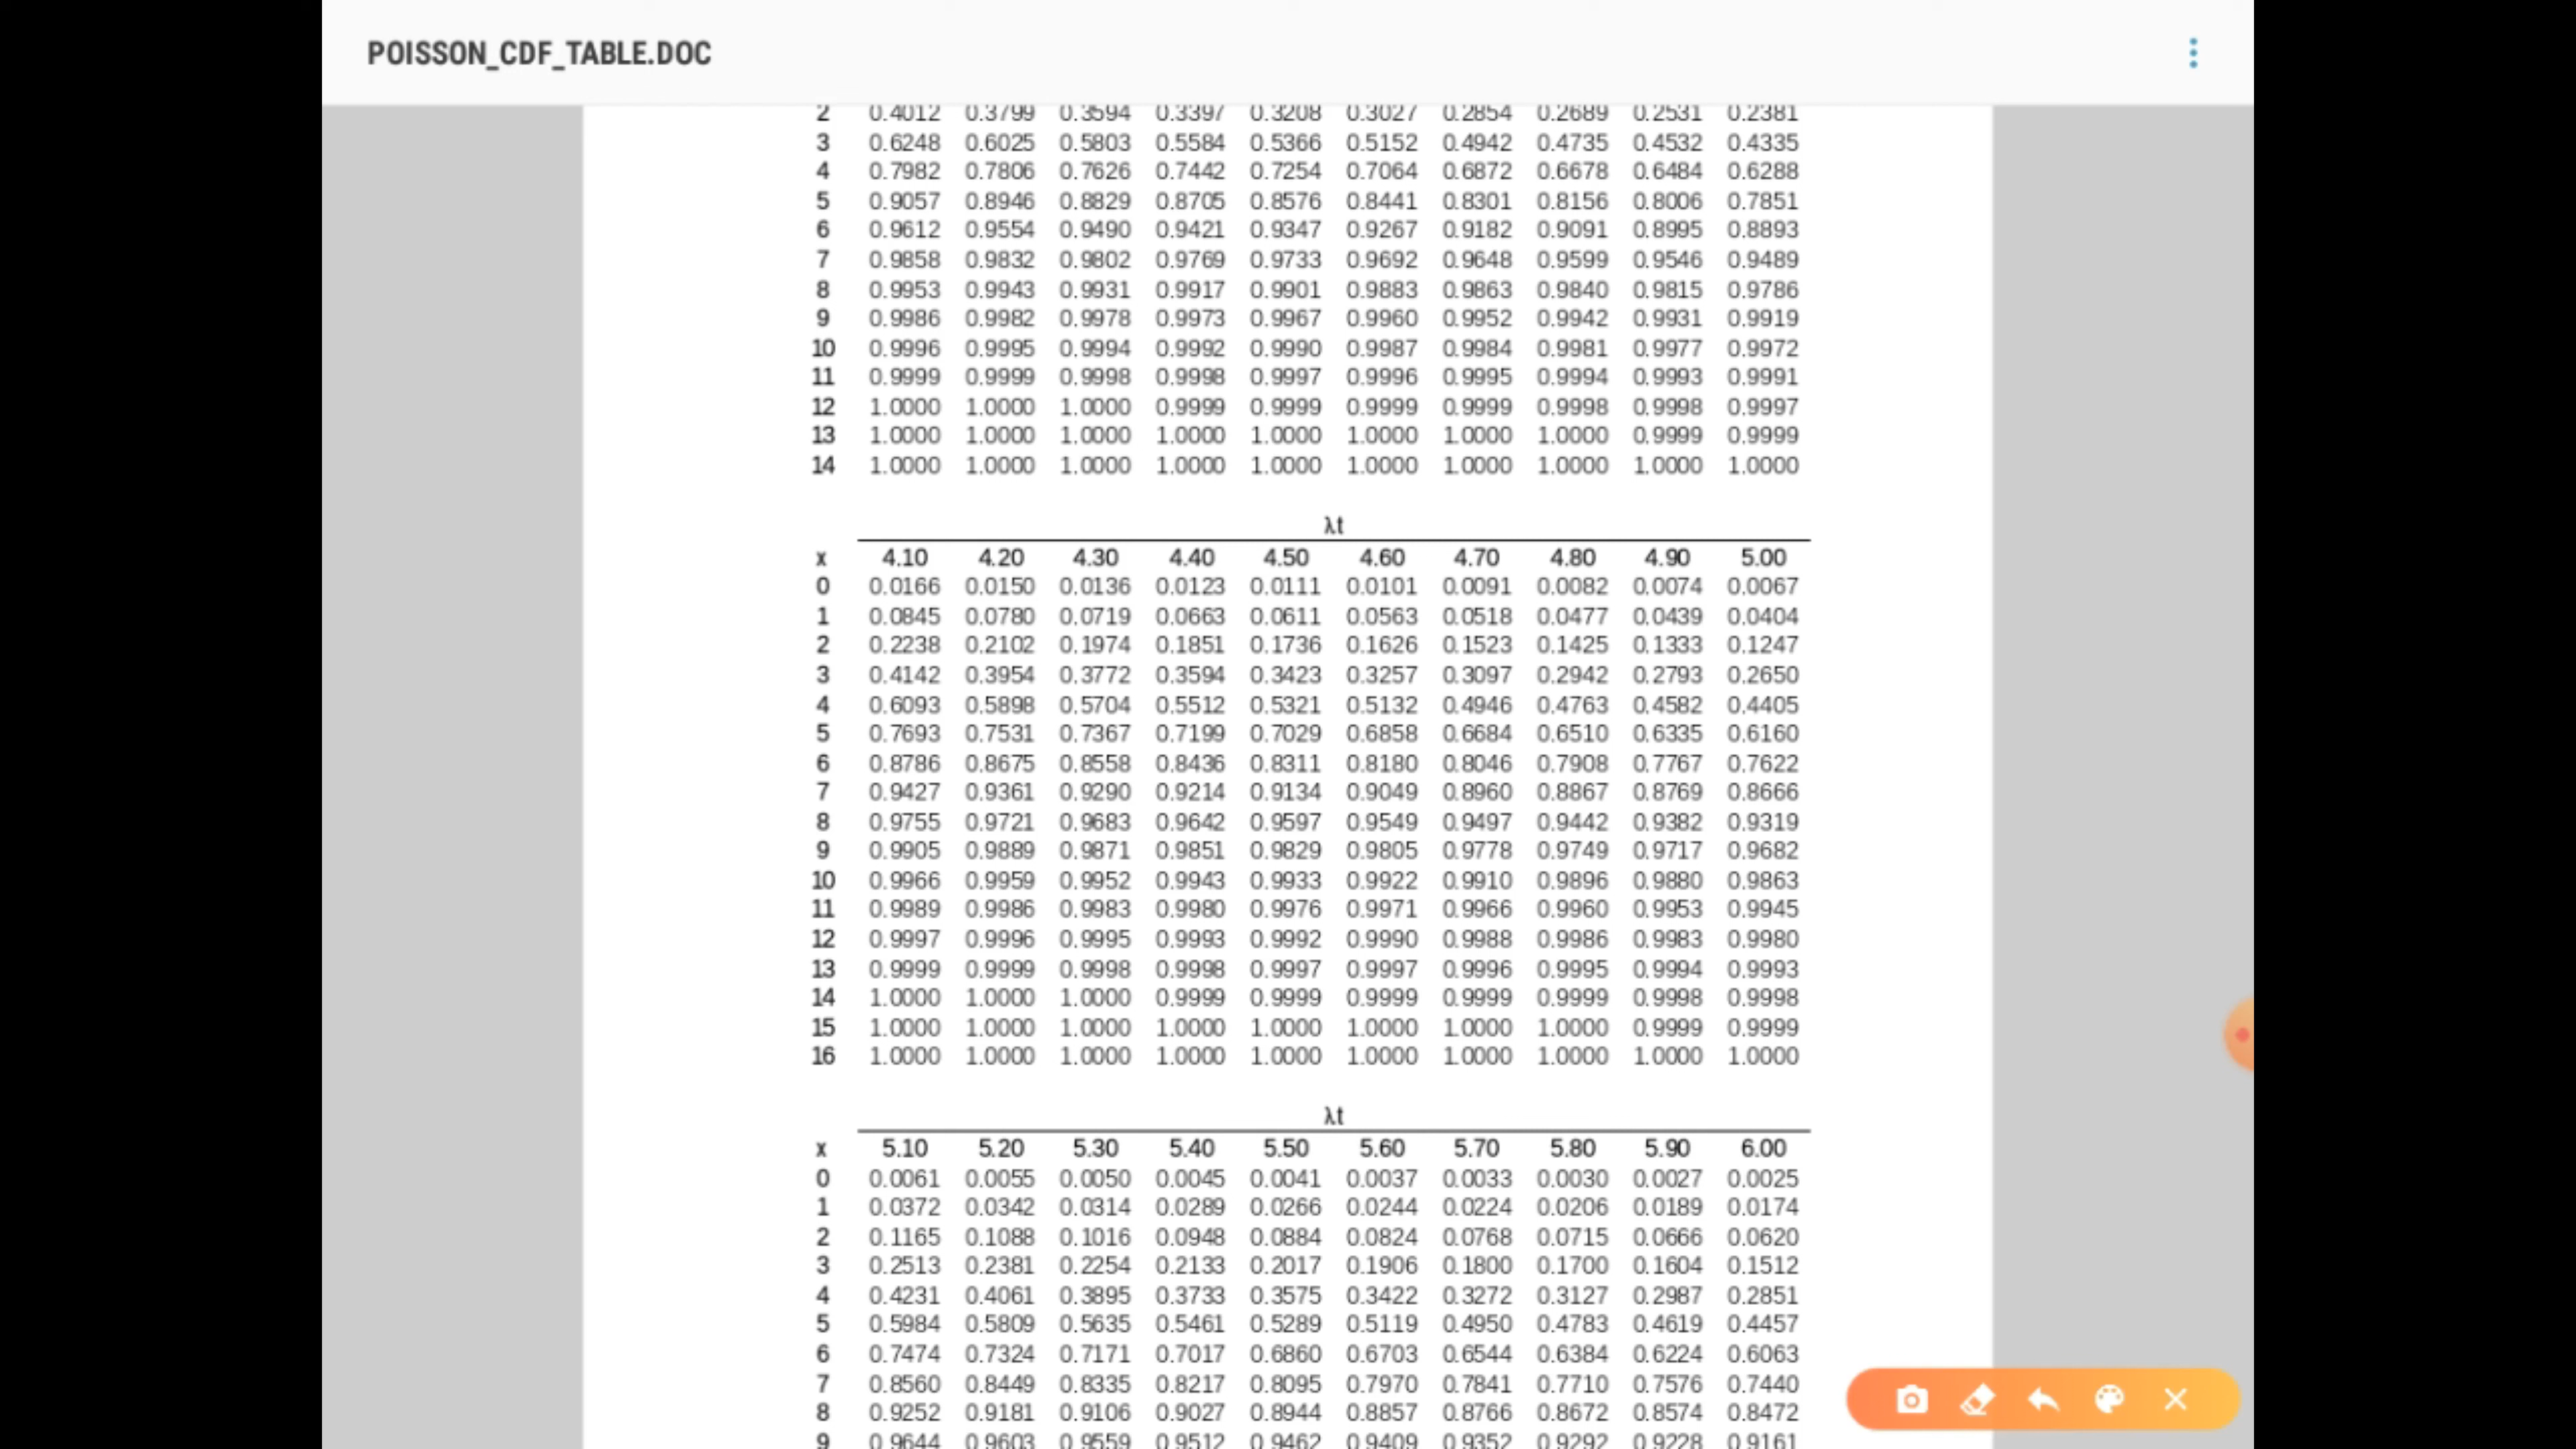 POISSON_CDF_TABLE.DOC
2 0.4012 0.3799 0.3594 0.3397 0.3208 0.3027 0.2854 0.2689 0.2531 0.2381
3 0.6248 0.6025 0.5803 0.5584 0.5366 0.5152 0.4942 0.4735 0.4532 0.4335
4 0.7982 0.7806 0.7626 0.7442 0.7254 0.7064 0.6872 0.6678 0.6484 0.6288
5 0.9057 0.8946 0.8829 0.8705 0.8576 0.8441 0.8301 0.8156 0.8006 0.7851
6 0.9612 0.9554 0.9490 0.9421 0.9347 0.9267 0.9182 0.9091 0.8995 0.8893
7 0.9858 0.9832 0.9802 0.9769 0.9733 0.9692 0.9648 0.9599 0.9546 0.9489
8 0.9953 0.9943 0.9931 0.9917 0.9901 0.9883 0.9863 0.9840 0.9815 0.9786
9 0.9986 0.9982 0.9978 0.9973 0.9967 0.9960 0.9952 0.9942 0.9931 0.9919
10 0.9996 0.9995 0.9994 0.9992 0.9990 0.9987 0.9984 0.9981 0.9977 0.9972
11 0.9999 0.9999 0.9998 0.9998 0.9997 0.9996 0.9995 0.9994 0.9993 0.9991
12 1.0000 1.0000 1.0000 0.9999 0.9999 0.9999 0.9999 0.9998 0.9998 0.9997
13 1.0000 1.0000 1.0000 1.0000 1.0000 1.0000 1.0000 1.0000 0.9999 0.9999
14 1.0000 1.0000 1.0000 1.0000 1.0000 1.0000 1.0000 1.0000 1.0000 1.0000
λt
x 4.10 4.20 4.30 4.40 4.50 4.60 4.70 4.80 4.90 5.00
0 0.0166 0.0150 0.0136 0.0123 0.0111 0.0101 0.0091 0.0082 0.0074 0.0067
1 0.0845 0.0780 0.0719 0.0663 0.0611 0.0563 0.0518 0.0477 0.0439 0.0404
2 0.2238 0.2102 0.1974 0.1851 0.1736 0.1626 0.1523 0.1425 0.1333 0.1247
3 0.4142 0.3954 0.3772 0.3594 0.3423 0.3257 0.3097 0.2942 0.2793 0.2650
4 0.6093 0.5898 0.5704 0.5512 0.5321 0.5132 0.4946 0.4763 0.4582 0.4405
5 0.7693 0.7531 0.7367 0.7199 0.7029 0.6858 0.6684 0.6510 0.6335 0.6160
6 0.8786 0.8675 0.8558 0.8436 0.8311 0.8180 0.8046 0.7908 0.7767 0.7622
7 0.9427 0.9361 0.9290 0.9214 0.9134 0.9049 0.8960 0.8867 0.8769 0.8666
8 0.9755 0.9721 0.9683 0.9642 0.9597 0.9549 0.9497 0.9442 0.9382 0.9319
9 0.9905 0.9889 0.9871 0.9851 0.9829 0.9805 0.9778 0.9749 0.9717 0.9682
10 0.9966 0.9959 0.9952 0.9943 0.9933 0.9922 0.9910 0.9896 0.9880 0.9863
11 0.9989 0.9986 0.9983 0.9980 0.9976 0.9971 0.9966 0.9960 0.9953 0.9945
12 0.9997 0.9996 0.9995 0.9993 0.9992 0.9990 0.9988 0.9986 0.9983 0.9980
13 0.9999 0.9999 0.9998 0.9998 0.9997 0.9997 0.9996 0.9995 0.9994 0.9993
14 1.0000 1.0000 1.0000 0.9999 0.9999 0.9999 0.9999 0.9999 0.9998 0.9998
15 1.0000 1.0000 1.0000 1.0000 1.0000 1.0000 1.0000 1.0000 0.9999 0.9999
16 1.0000 1.0000 1.0000 1.0000 1.0000 1.0000 1.0000 1.0000 1.0000 1.0000
λt
x 5.10 5.20 5.30 5.40 5.50 5.60 5.70 5.80 5.90 6.00
0 0.0061 0.0055 0.0050 0.0045 0.0041 0.0037 0.0033 0.0030 0.0027 0.0025
1 0.0372 0.0342 0.0314 0.0289 0.0266 0.0244 0.0224 0.0206 0.0189 0.0174
2 0.1165 0.1088 0.1016 0.0948 0.0884 0.0824 0.0768 0.0715 0.0666 0.0620
3 0.2513 0.2381 0.2254 0.2133 0.2017 0.1906 0.1800 0.1700 0.1604 0.1512
4 0.4231 0.4061 0.3895 0.3733 0.3575 0.3422 0.3272 0.3127 0.2987 0.2851
5 0.5984 0.5809 0.5635 0.5461 0.5289 0.5119 0.4950 0.4783 0.4619 0.4457
6 0.7474 0.7324 0.7171 0.7017 0.6860 0.6703 0.6544 0.6384 0.6224 0.6063
7 0.8560 0.8449 0.8335 0.8217 0.8095 0.7970 0.7841 0.7710 0.7576 0.7440
8 0.9252 0.9181 0.9106 0.9027 0.8944 0.8857 0.8766 0.8672 0.8574 0.8472
9 0.9644 0.9603 0.9559 0.9512 0.9462 0.9409 0.9352 0.9292 0.9228 0.9161